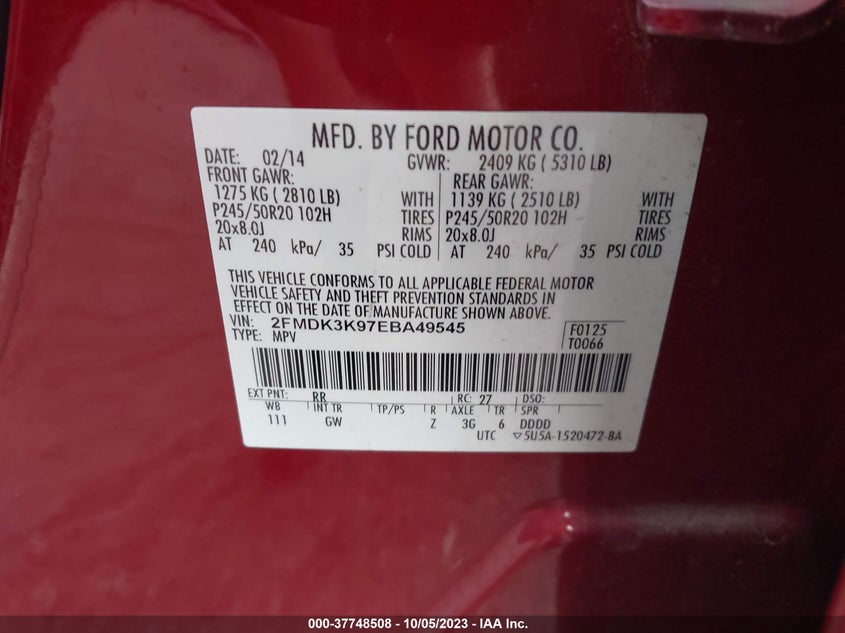 MFD. BY FORD MOTOR CO.
DATE: 02/14 GVWR: 2409 KG ( 5310 LB)
FRONT GAWR: REAR GAWR:
1275 KG ( 2810 LB) WITH 1139 KG ( 2510 LB) WITH
P245/50R20 102H TIRES P245/50R20 102H TIRES
20x8.0J RIMS 20x8.0J RIMS
AT 240 kPa/ 35 PSI COLD AT 240 kPa/ 35 PSI COLD
THIS VEHICLE CONFORMS TO ALL APPLICABLE FEDERAL MOTOR
VEHICLE SAFETY AND THEFT PREVENTION STANDARDS IN
EFFECT ON THE DATE OF MANUFACTURE SHOWN ABOVE.
VIN: 2FMDK3K97EBA49545 F0125
TYPE: MPV T0066
EXT PNT: RR RC: 27 DSO:
WB INT TR TP/PS R AXLE TR SPR
111 GW Z 3G 6 DDDD
UTC ▽5U5A-1520472-BA
000-37748508 - 10/05/2023 - IAA Inc.